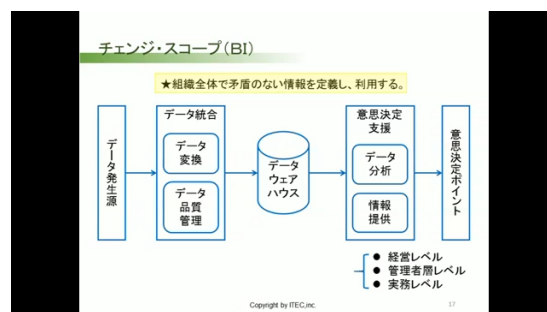 チェンジ・スコープ(BI)
★組織全体で矛盾のない情報を定義し、利用する。
データ発生源
データ統合
データ
変換
データ
品質
管理
データ
ウェア
ハウス
意思決定
支援
データ
分析
情報
提供
意思決定ポイント
● 経営レベル
● 管理者層レベル
● 実務レベル
Copyright by ITEC,inc.
17